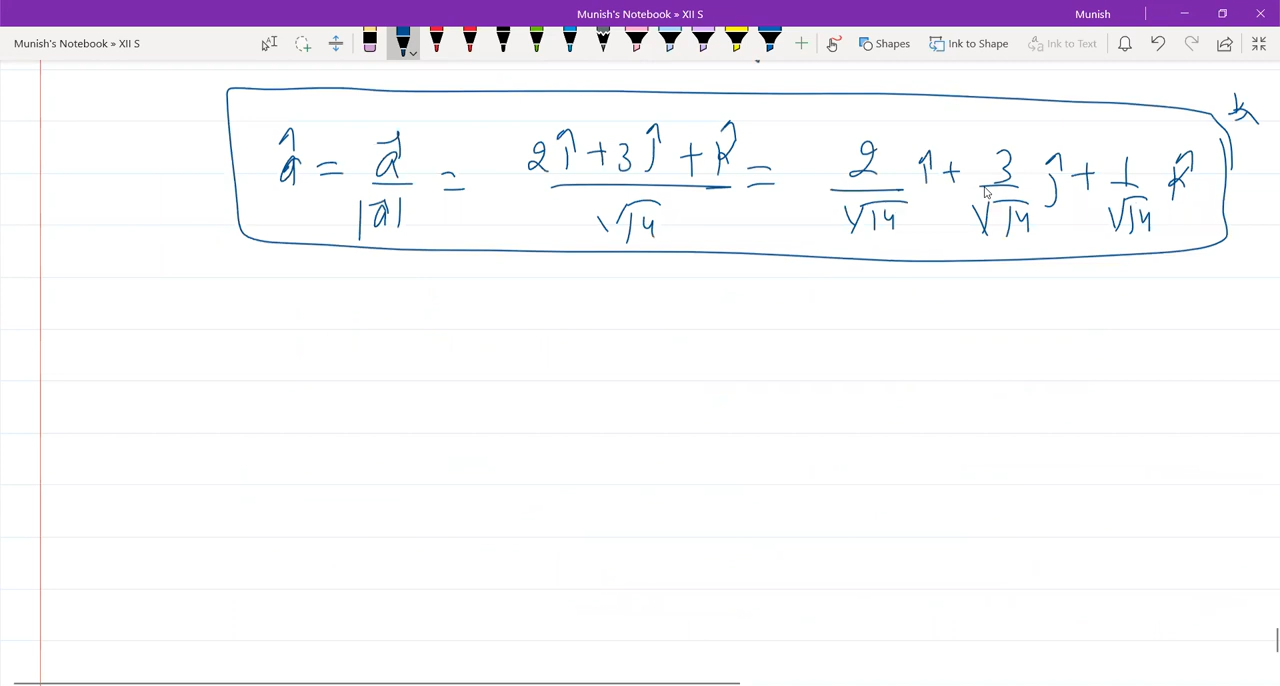 Munish's Notebook » XII S
Munish
Munish's Notebook » XII S
Shapes Ink to Shape Ink to Text
â = a⃗ / |a⃗| = (2î + 3ĵ + k̂) / √14 = 2/√14 î + 3/√14 ĵ + 1/√14 k̂